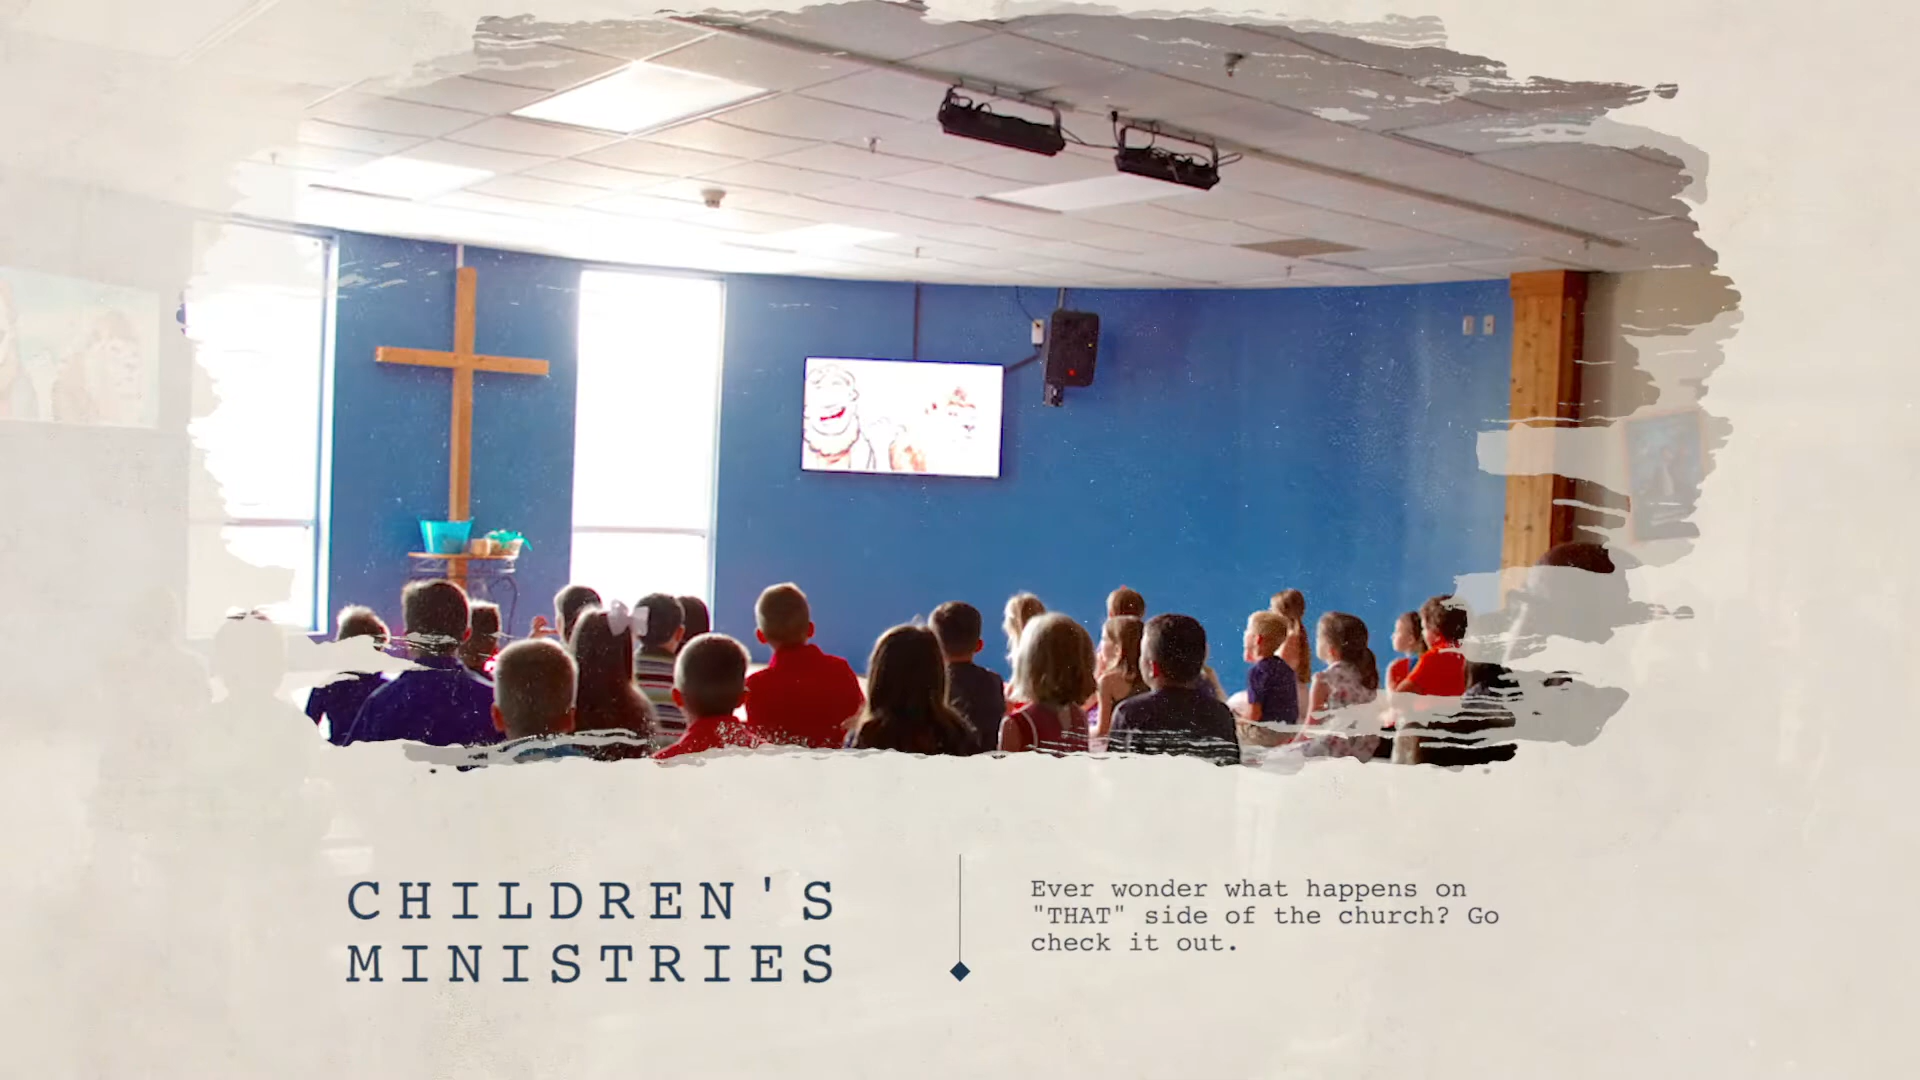 CHILDREN'S
MINISTRIES
Ever wonder what happens on
"THAT" side of the church? Go
check it out.